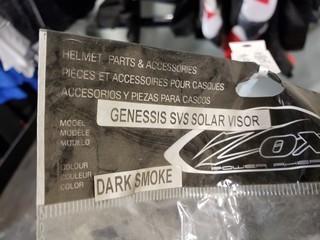 HELMET PARTS & ACCESSORIES
PIÈCES ET ACCESSOIRES POUR CASQUES
ACCESORIOS Y PIEZAS PARA CASCOS
MODEL
MODÈLE
MODELO
GENESSIS SVS SOLAR VISOR
ZOX
COULEUR
COLOUR
COLOR
DARK SMOKE